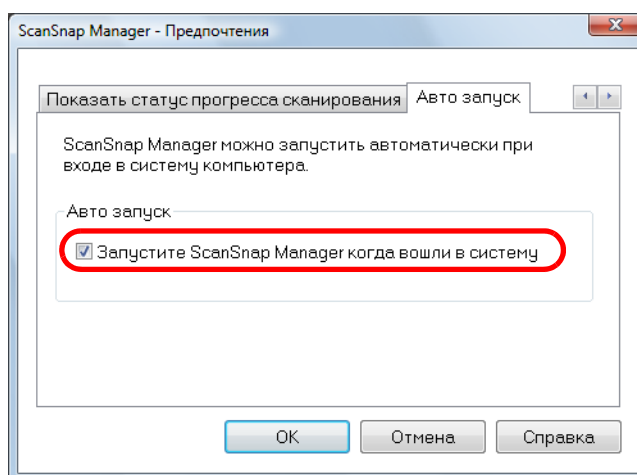 ScanSnap Manager - Предпочтения
Показать статус прогресса сканирования Авто запуск
ScanSnap Manager можно запустить автоматически при
входе в систему компьютера.
Авто запуск
Запустите ScanSnap Manager когда вошли в систему
OK Отмена Справка